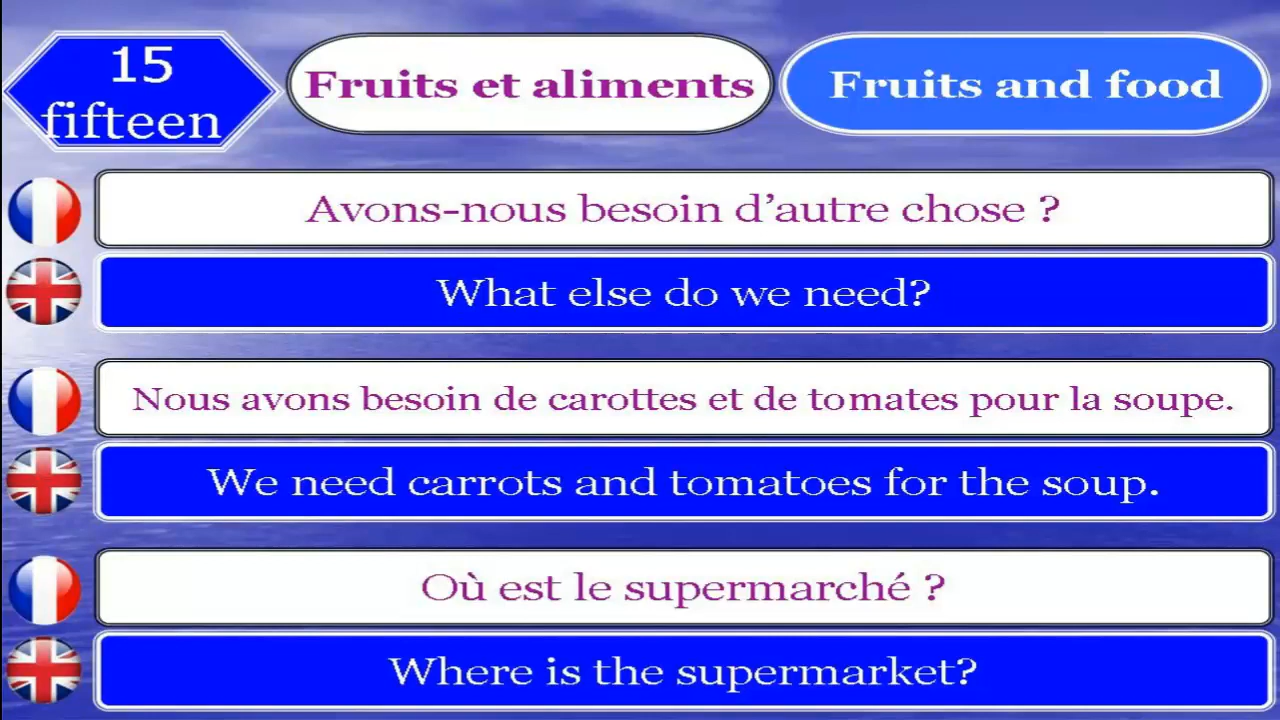 15
fifteen
Fruits et aliments
Fruits and food
Avons-nous besoin d’autre chose ?
What else do we need?
Nous avons besoin de carottes et de tomates pour la soupe.
We need carrots and tomatoes for the soup.
Où est le supermarché ?
Where is the supermarket?